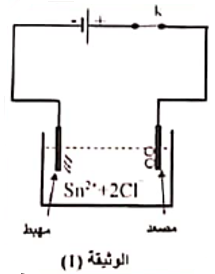 - + k
Sn²⁺+2Cl⁻
مهبط مصعد
الوثيقة (1)